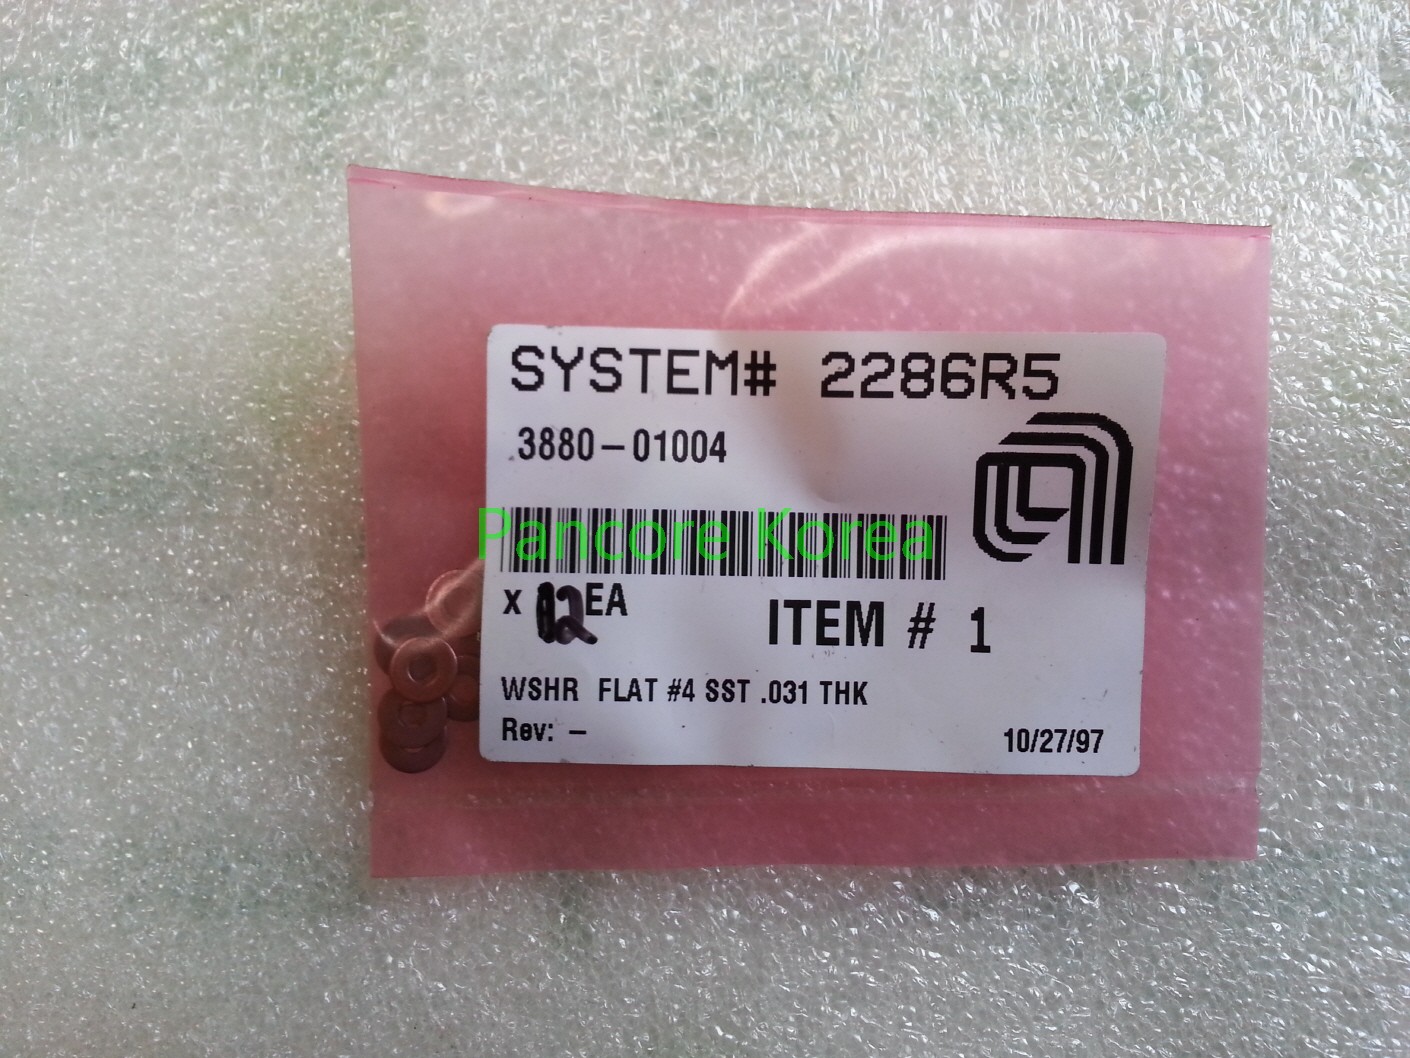 SYSTEM# 2286R5
3880-01004
Pancore Korea
x 12 EA
ITEM # 1
WSHR FLAT #4 SST .031 THK
Rev: –
10/27/97